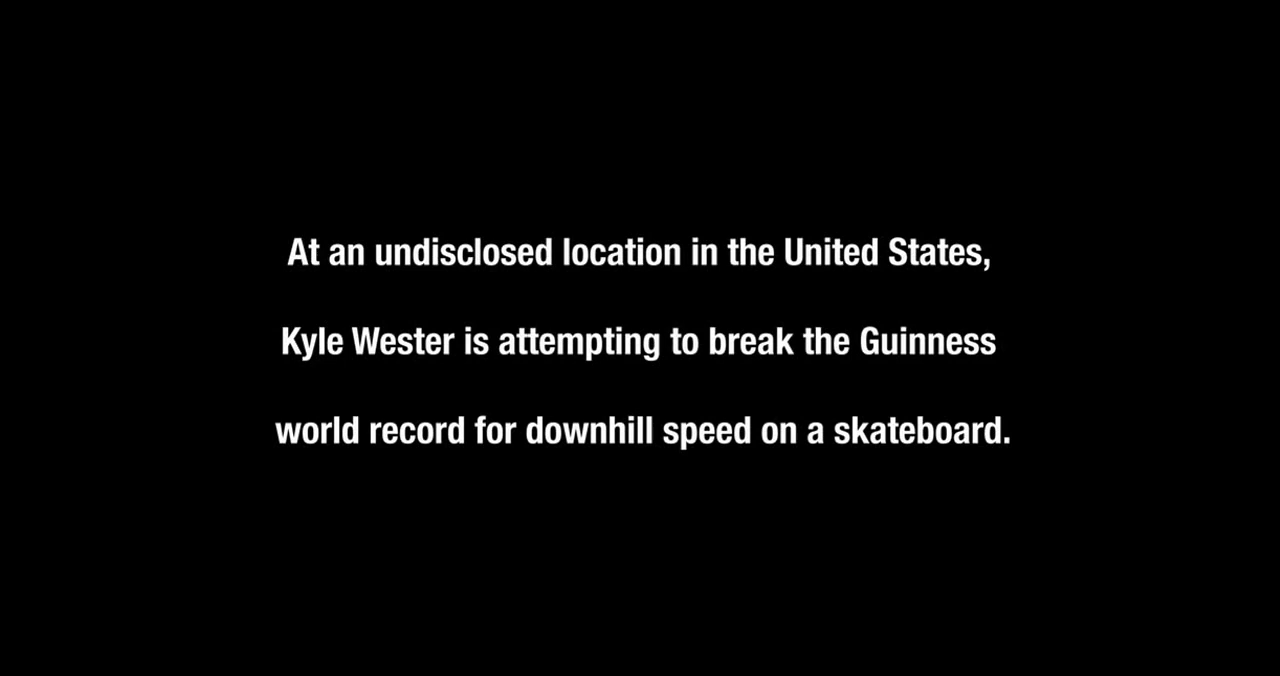 At an undisclosed location in the United States,
Kyle Wester is attempting to break the Guinness
world record for downhill speed on a skateboard.